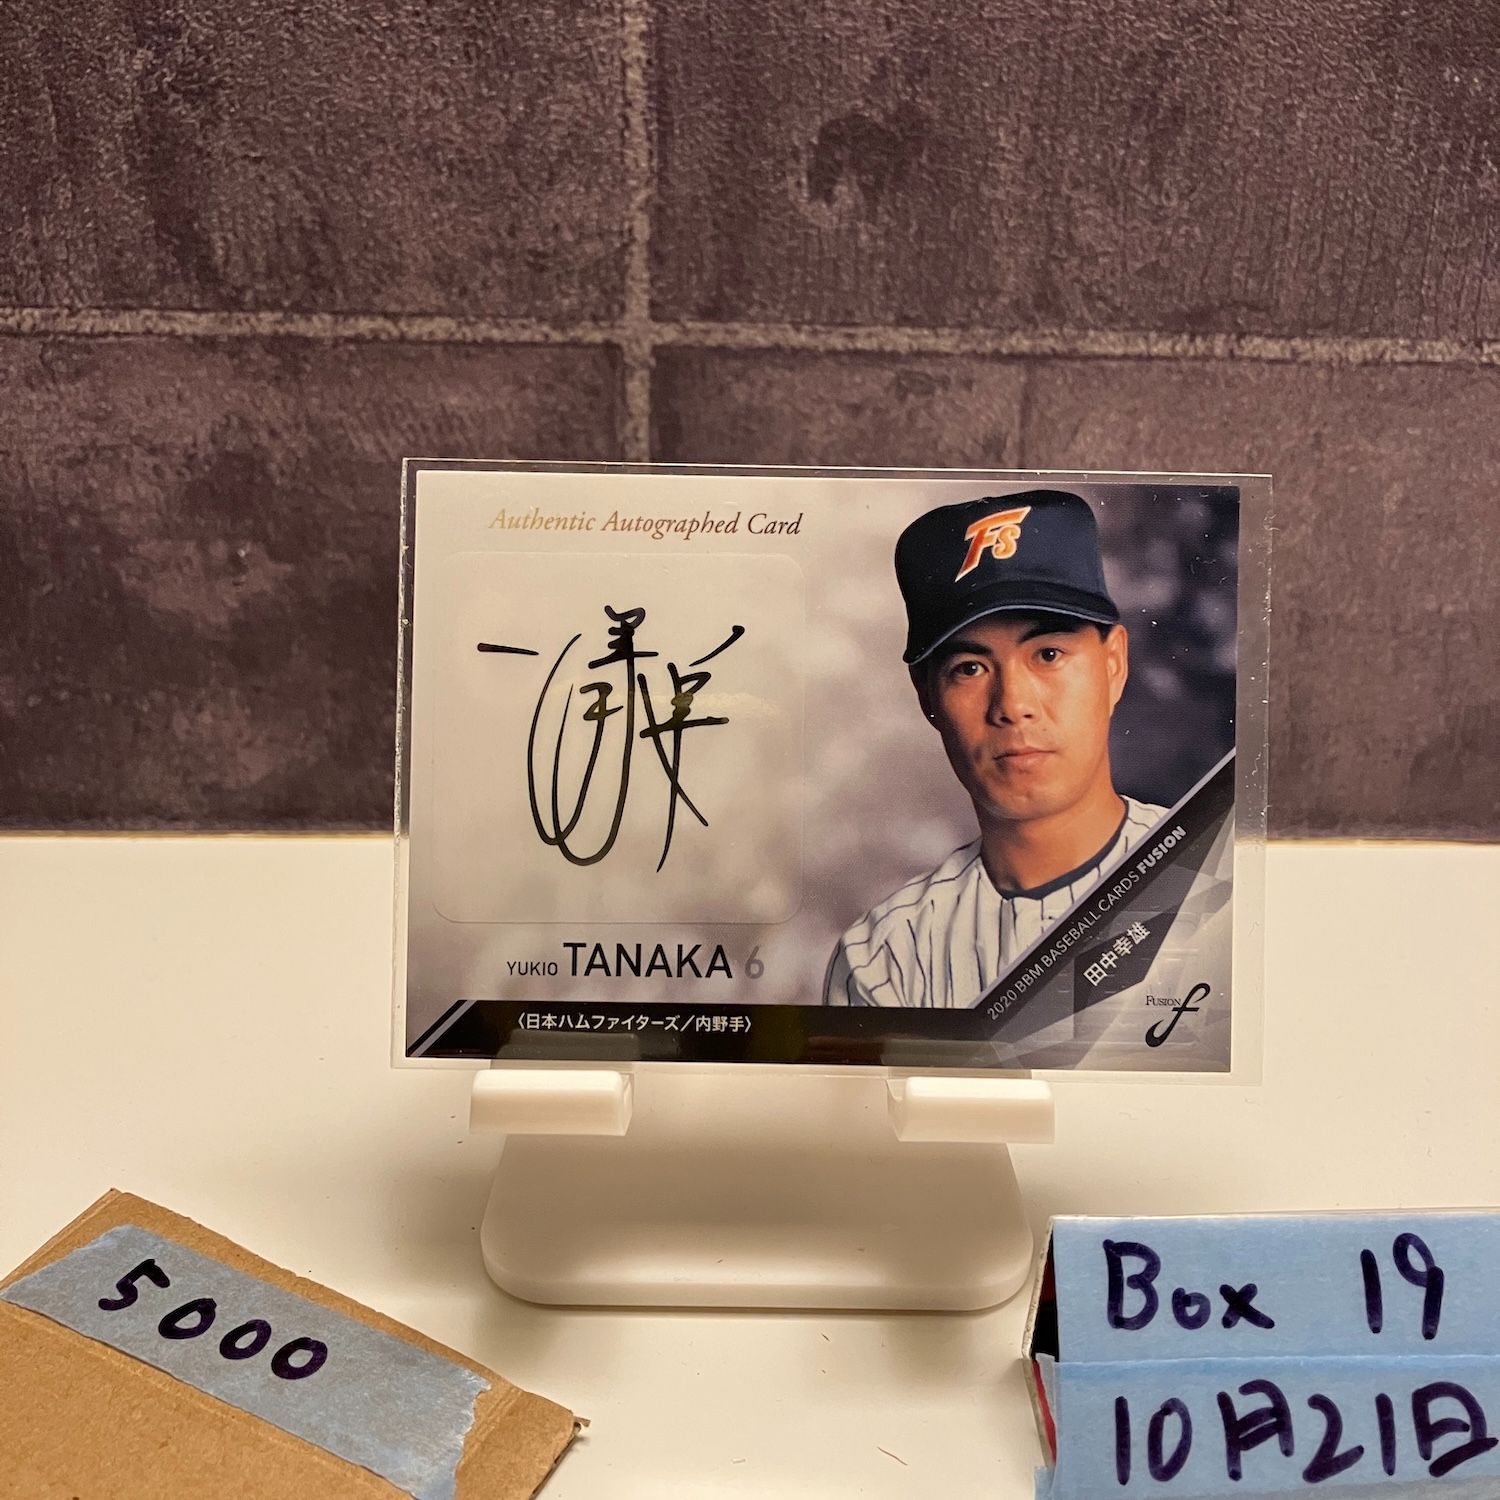 Authentic Autographed Card
Fs
YUKIO TANAKA 6
〈日本ハムファイターズ／内野手〉
2020 BBM BASEBALL CARDS FUSION
田中幸雄
FUSION f
5000
Box 19
10月21日